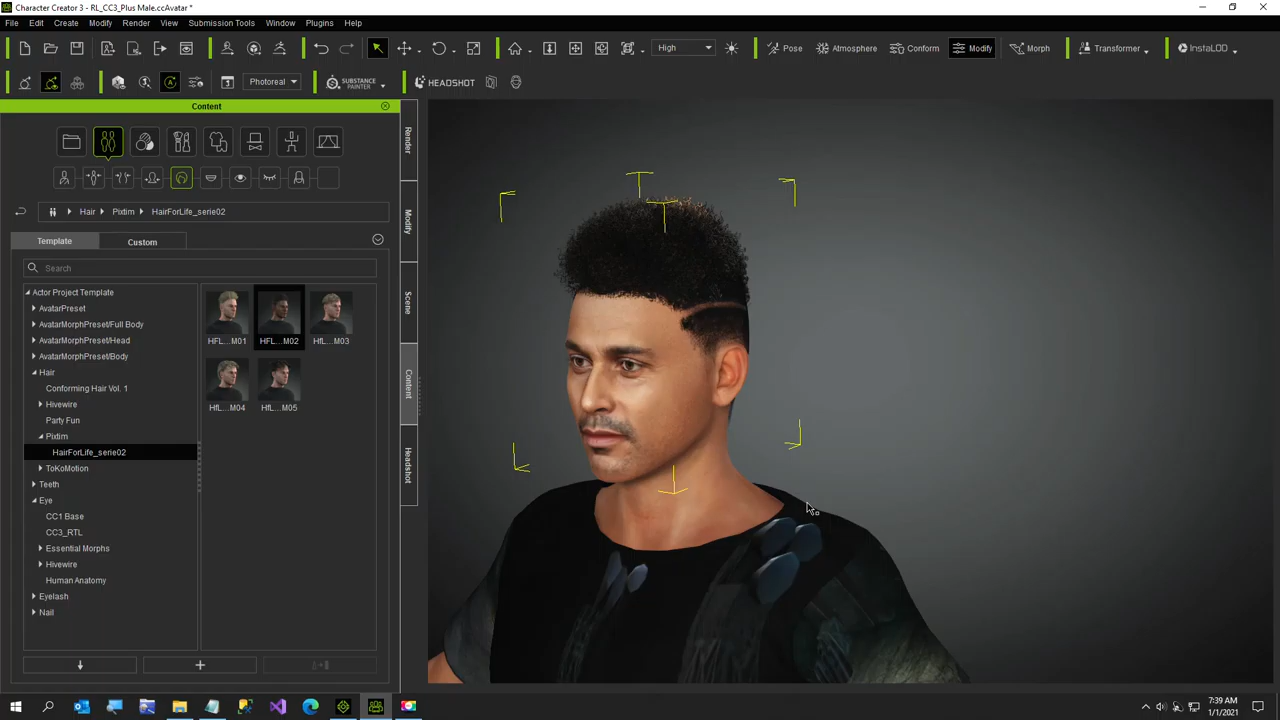 Character Creator 3 - RL_CC3_Plus Male.ccAvatar *
File Edit Create Modify Render View Submission Tools Window Plugins Help
High Pose Atmosphere Conform Modify Morph Transformer InstaLOD
Photoreal SUBSTANCE PAINTER HEADSHOT
Content
Hair Pixtim HairForLife_serie02
Template Custom
Search
Actor Project Template
AvatarPreset
AvatarMorphPreset/Full Body
AvatarMorphPreset/Head
AvatarMorphPreset/Body
Hair
Conforming Hair Vol. 1
Hivewire
Party Fun
Pixtim
HairForLife_serie02
ToKoMotion
Teeth
Eye
CC1 Base
CC3_RTL
Essential Morphs
Hivewire
Human Anatomy
Eyelash
Nail
HFL...M01 HFL...M02 HFL...M03
HfL...M04 HfL...M05
Render
Modify
Scene
Content
Headshot
7:39 AM
1/1/2021